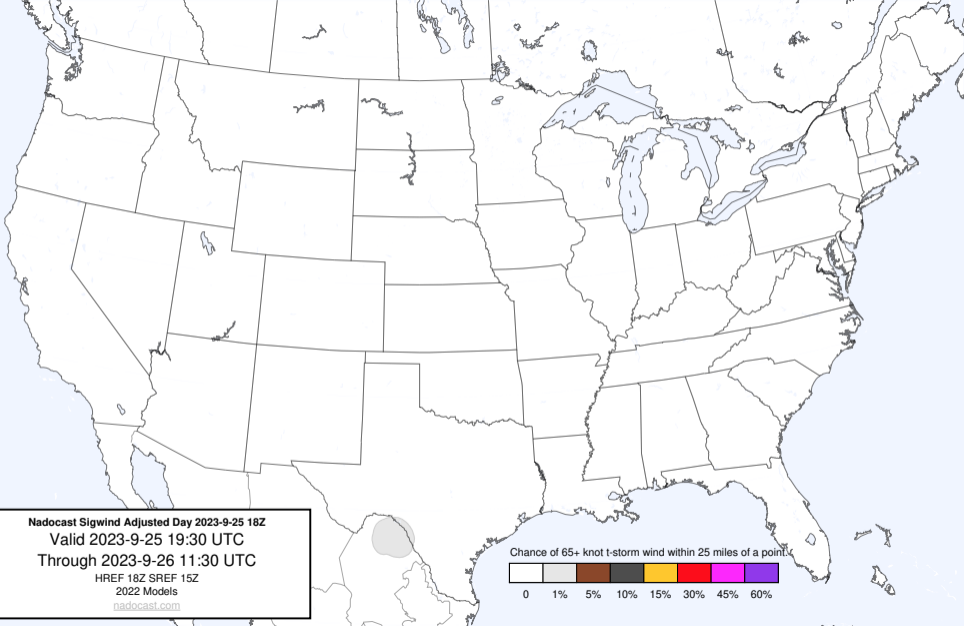 Nadocast Sigwind Adjusted Day 2023-9-25 18Z
Valid 2023-9-25 19:30 UTC
Through 2023-9-26 11:30 UTC
HREF 18Z SREF 15Z
2022 Models
nadocast.com
Chance of 65+ knot t-storm wind within 25 miles of a point.
0 1% 5% 10% 15% 30% 45% 60%